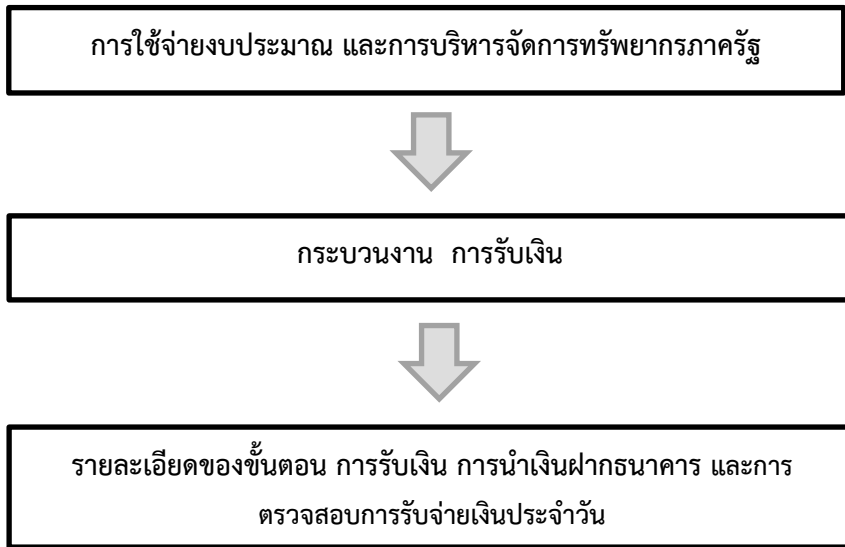 การใช้จ่ายงบประมาณ และการบริหารจัดการทรัพยากรภาครัฐ
กระบวนงาน การรับเงิน
รายละเอียดของขั้นตอน การรับเงิน การนำเงินฝากธนาคาร และการ
ตรวจสอบการรับจ่ายเงินประจำวัน